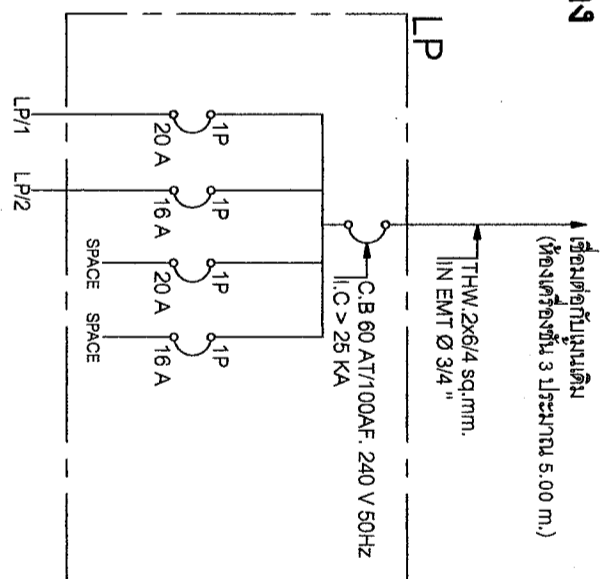 เชื่อมต่อกับเมนเดิม
(ห้องเครื่องชั้น 3 ประมาณ 5.00 m.)
THW.2x6/4 sq.mm.
IN EMT Ø 3/4 "
LP
C.B 60 AT/100AF. 240 V 50Hz
I.C > 25 KA
1P
20 A
LP/1
1P
16 A
LP/2
1P
20 A
SPACE
1P
16 A
SPACE